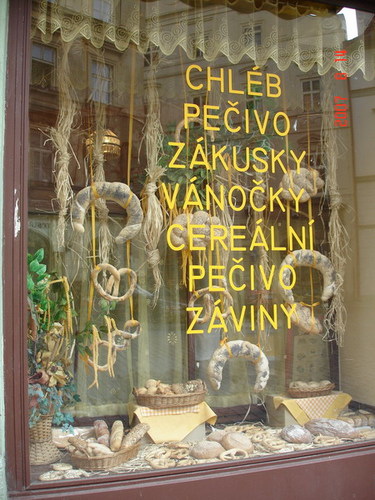 CHLÉB
PEČIVO
ZÁKUSKY
VÁNOČKY
CEREÁLNÍ
PEČIVO
ZÁVINY